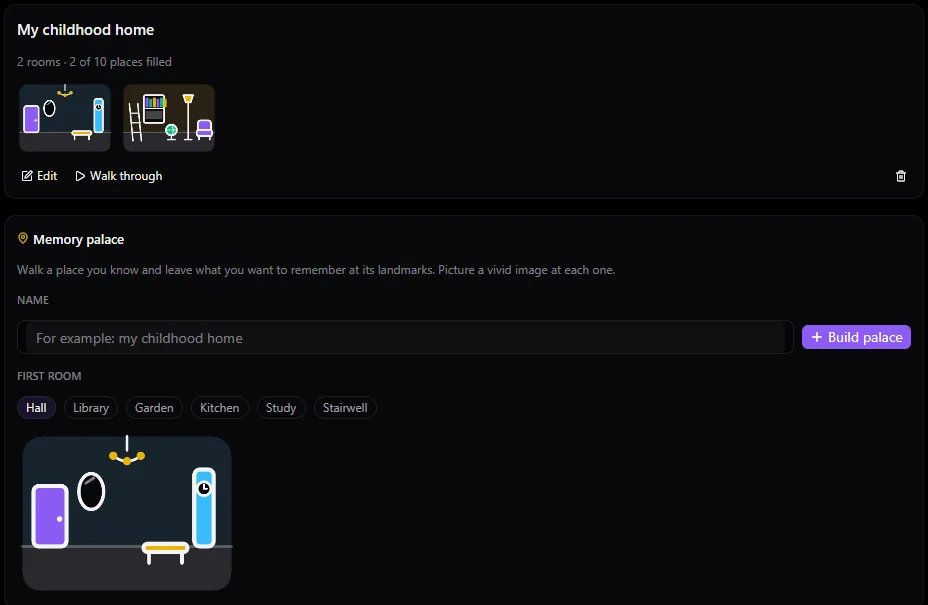 My childhood home
2 rooms · 2 of 10 places filled
Edit
Walk through
Memory palace
Walk a place you know and leave what you want to remember at its landmarks. Picture a vivid image at each one.
NAME
For example: my childhood home
+ Build palace
FIRST ROOM
Hall
Library
Garden
Kitchen
Study
Stairwell